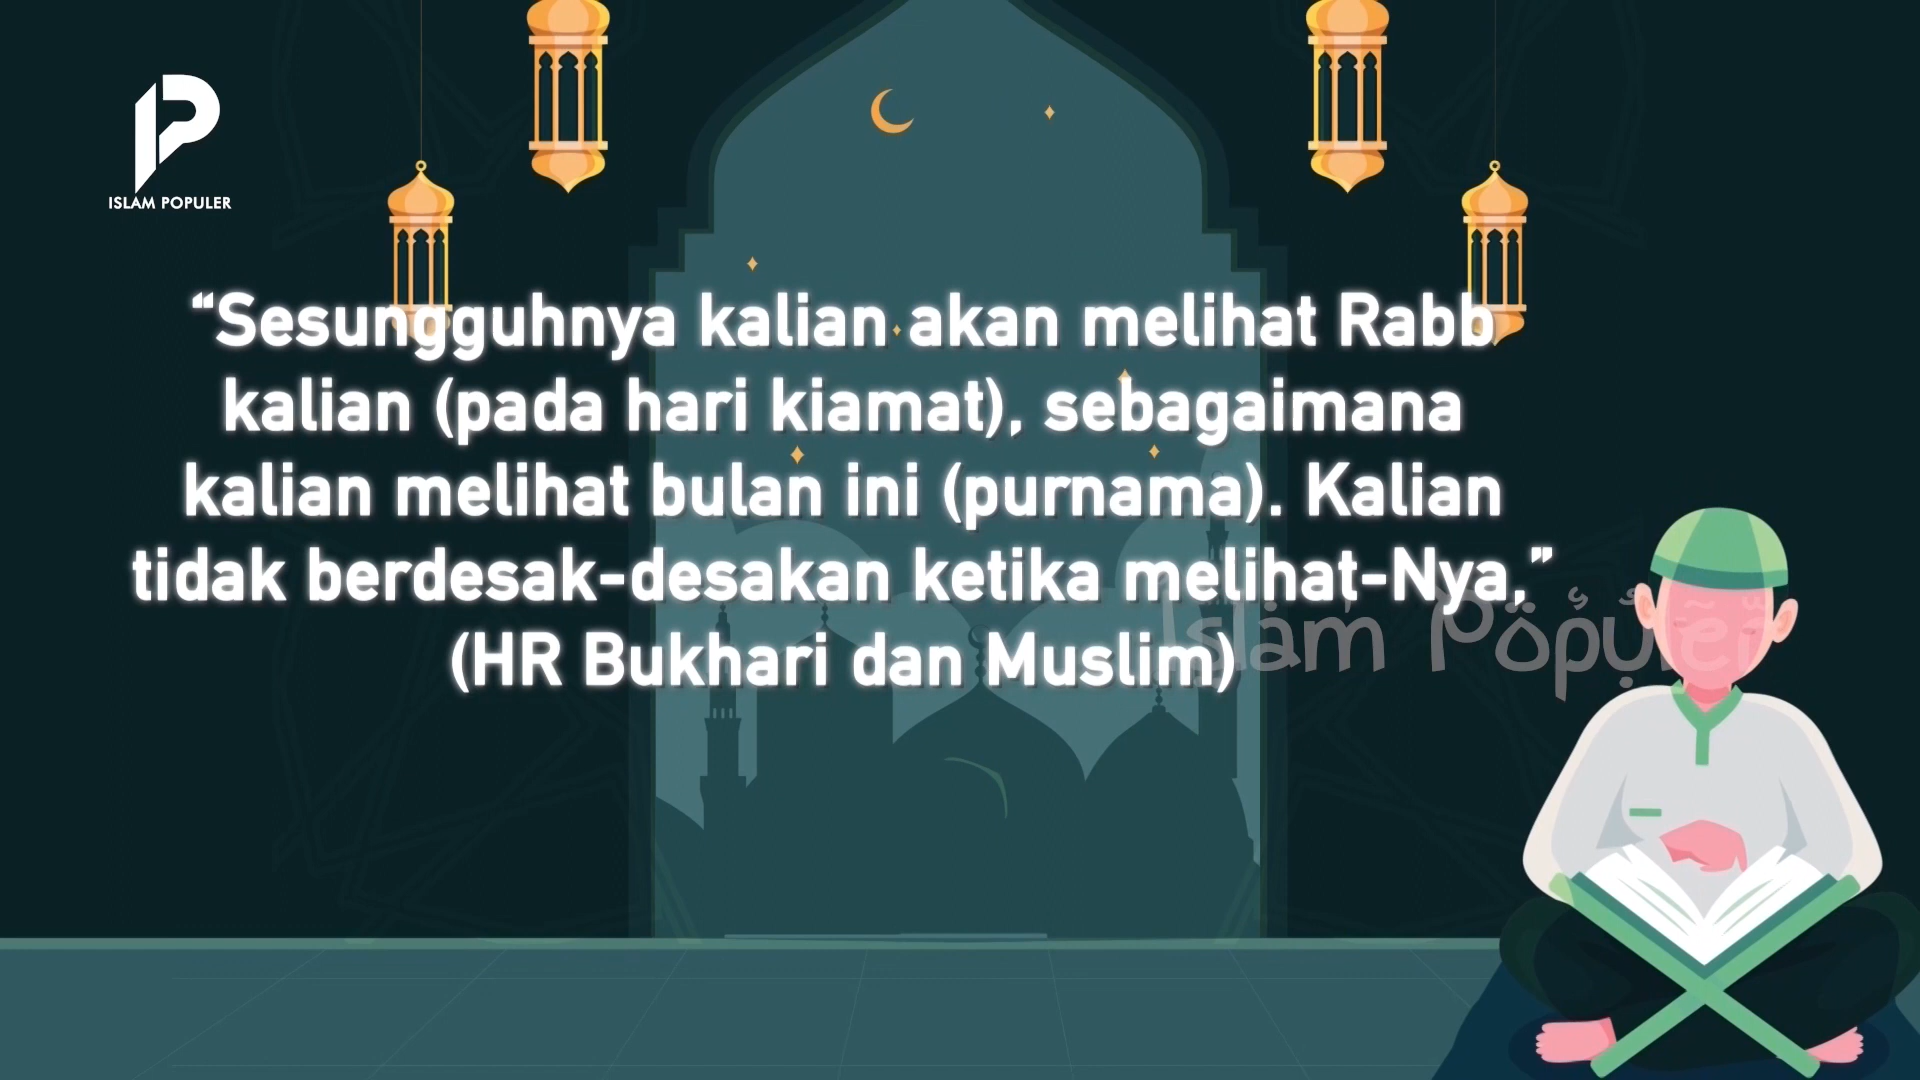 ISLAM POPULER
“Sesungguhnya kalian akan melihat Rabb
kalian (pada hari kiamat), sebagaimana
kalian melihat bulan ini (purnama). Kalian
tidak berdesak-desakan ketika melihat-Nya,”
(HR Bukhari dan Muslim)
Islam Populer